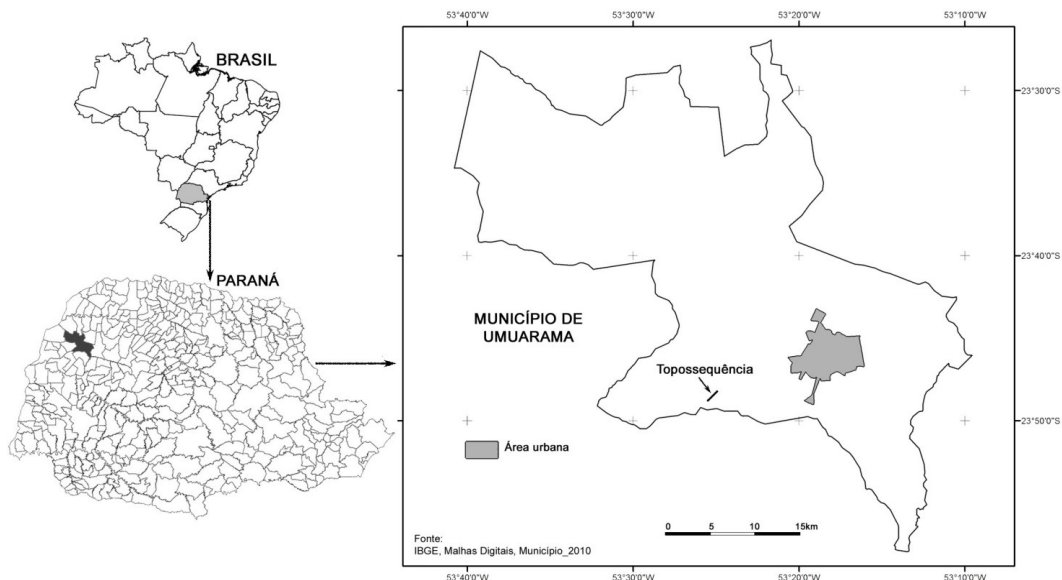 BRASIL
PARANÁ
53°40'0"W
53°30'0"W
53°20'0"W
53°10'0"W
23°30'0"S
23°40'0"S
23°50'0"S
MUNICÍPIO DE
UMUARAMA
Topossequência
Área urbana
0 5 10 15km
Fonte:
IBGE, Malhas Digitais, Município_2010
53°40'0"W
53°30'0"W
53°20'0"W
53°10'0"W